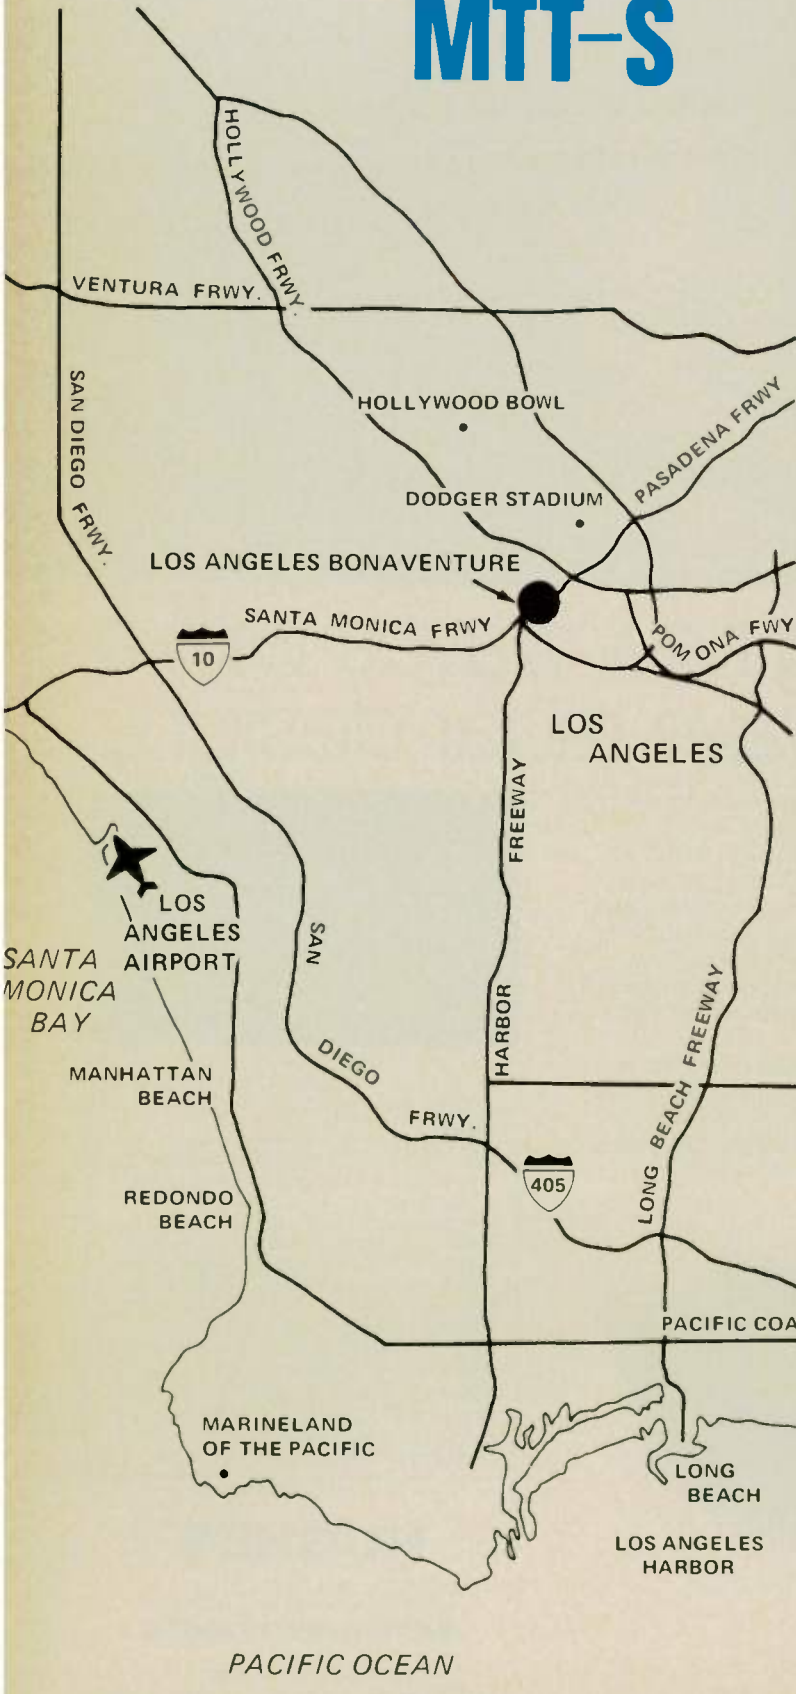 MTT-S
HOLLYWOOD FRWY.
VENTURA FRWY.
SAN DIEGO FRWY.
HOLLYWOOD BOWL
PASADENA FRWY
DODGER STADIUM
LOS ANGELES BONAVENTURE
SANTA MONICA FRWY
10
POMONA FWY
LOS
ANGELES
HARBOR FREEWAY
LOS
ANGELES
AIRPORT
SANTA
MONICA
BAY
SAN DIEGO FRWY.
LONG BEACH FREEWAY
MANHATTAN
BEACH
405
REDONDO
BEACH
PACIFIC COA
MARINELAND
OF THE PACIFIC
LONG
BEACH
LOS ANGELES
HARBOR
PACIFIC OCEAN